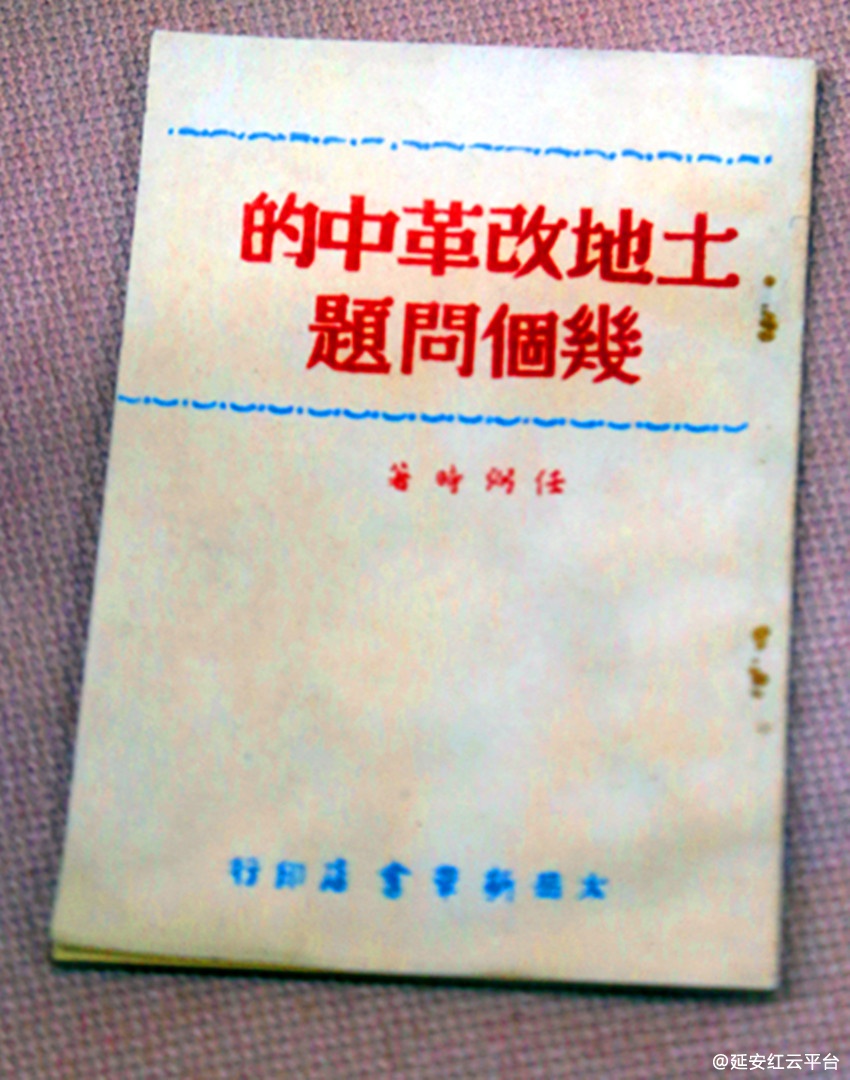 土地改革中的
幾個問題
任弼時著
太岳新華書店印行
@延安红云平台